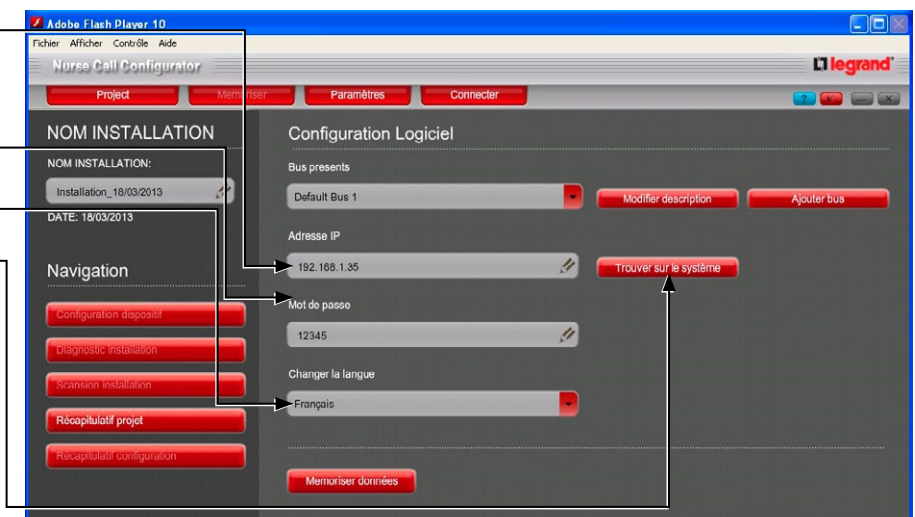 Adobe Flash Player 10
Fichier Afficher Contrôle Aide
Nurse Call Configurator
legrand
Project Memoriser Paramètres Connecter
?
NOM INSTALLATION
NOM INSTALLATION:
Installation_18/03/2013
DATE: 18/03/2013
Navigation
Configuration dispositif
Diagnostic installation
Scansion installation
Récapitulatif projet
Récapitulatif configuration
Configuration Logiciel
Bus presents
Default Bus 1
Modifier description
Ajouter bus
Adresse IP
192.168.1.35
Trouver sur le système
Mot de passe
12345
Changer la langue
Français
Memoriser données